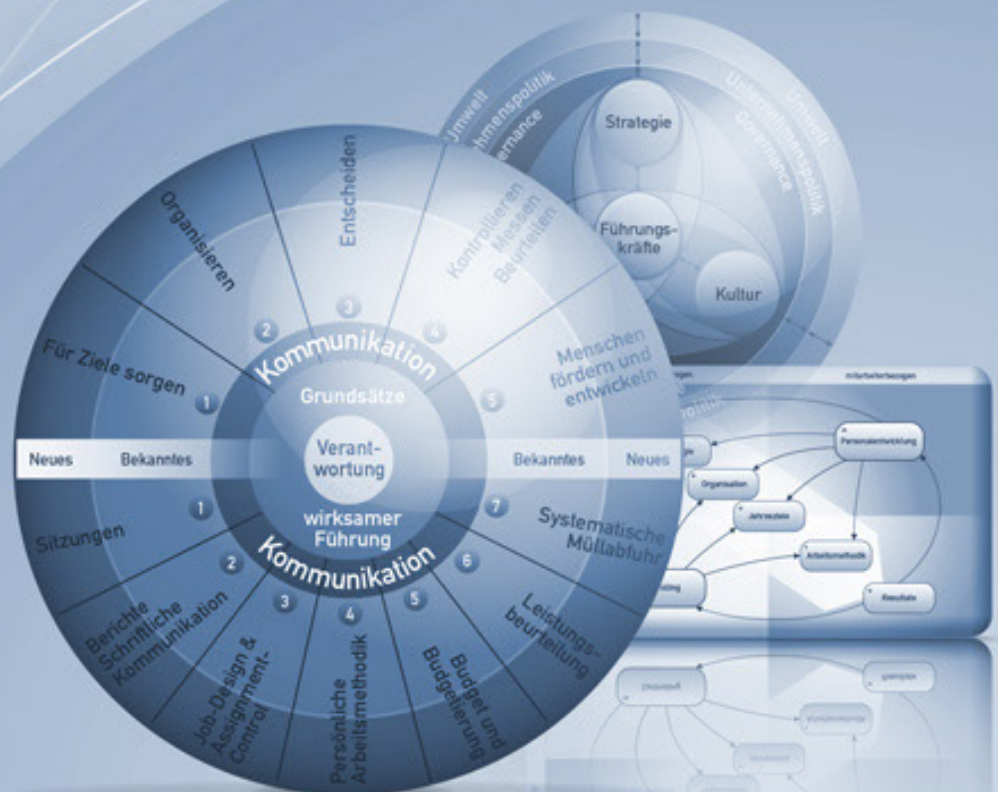 Umwelt
Unternehmenspolitik
Governance
Strategie
Führungs-
kräfte
Kultur
Organisieren
Entscheiden
Kontrollieren
Messen
Beurteilen
Für Ziele sorgen
Menschen
fördern und
entwickeln
1
2
3
4
5
Kommunikation
Grundsätze
Verant-
wortung
wirksamer
Führung
Kommunikation
Neues
Bekanntes
Bekanntes
Neues
Sitzungen
Berichte
Schriftliche
Kommunikation
Job-Design &
Assignment-
Control
Persönliche
Arbeitsmethodik
Budget und
Budgetierung
Leistungs-
beurteilung
Systematische
Müllabfuhr
1
2
3
4
5
6
7
mitarbeiterbezogen
Personalentwicklung
Organisation
Jahresziele
Arbeitsmethodik
Resultate